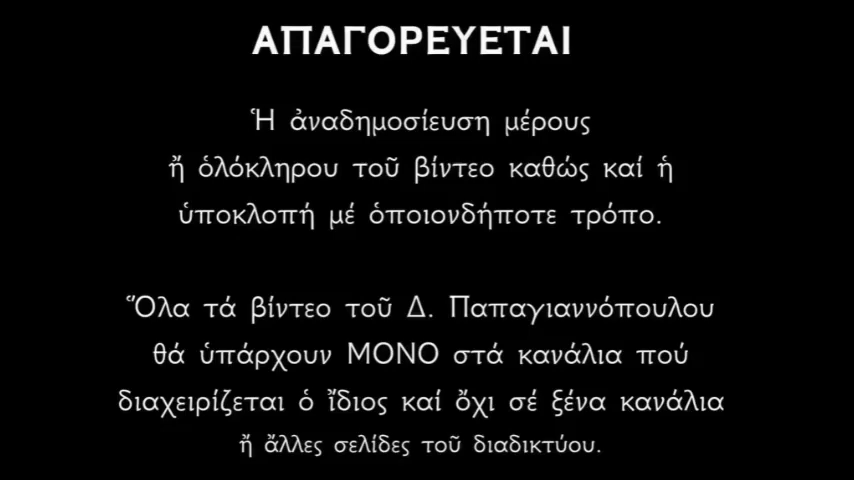 ΑΠΑΓΟΡΕΥΕΤΑΙ
Ἡ ἀναδημοσίευση μέρους
ἤ ὁλόκληρου τοῦ βίντεο καθώς καί ἡ
ὑποκλοπή μέ ὁποιονδήποτε τρόπο.
Ὅλα τά βίντεο τοῦ Δ. Παπαγιαννόπουλου
θά ὑπάρχουν ΜΟΝΟ στά κανάλια πού
διαχειρίζεται ὁ ἴδιος καί ὄχι σέ ξένα κανάλια
ἤ ἄλλες σελίδες τοῦ διαδικτύου.